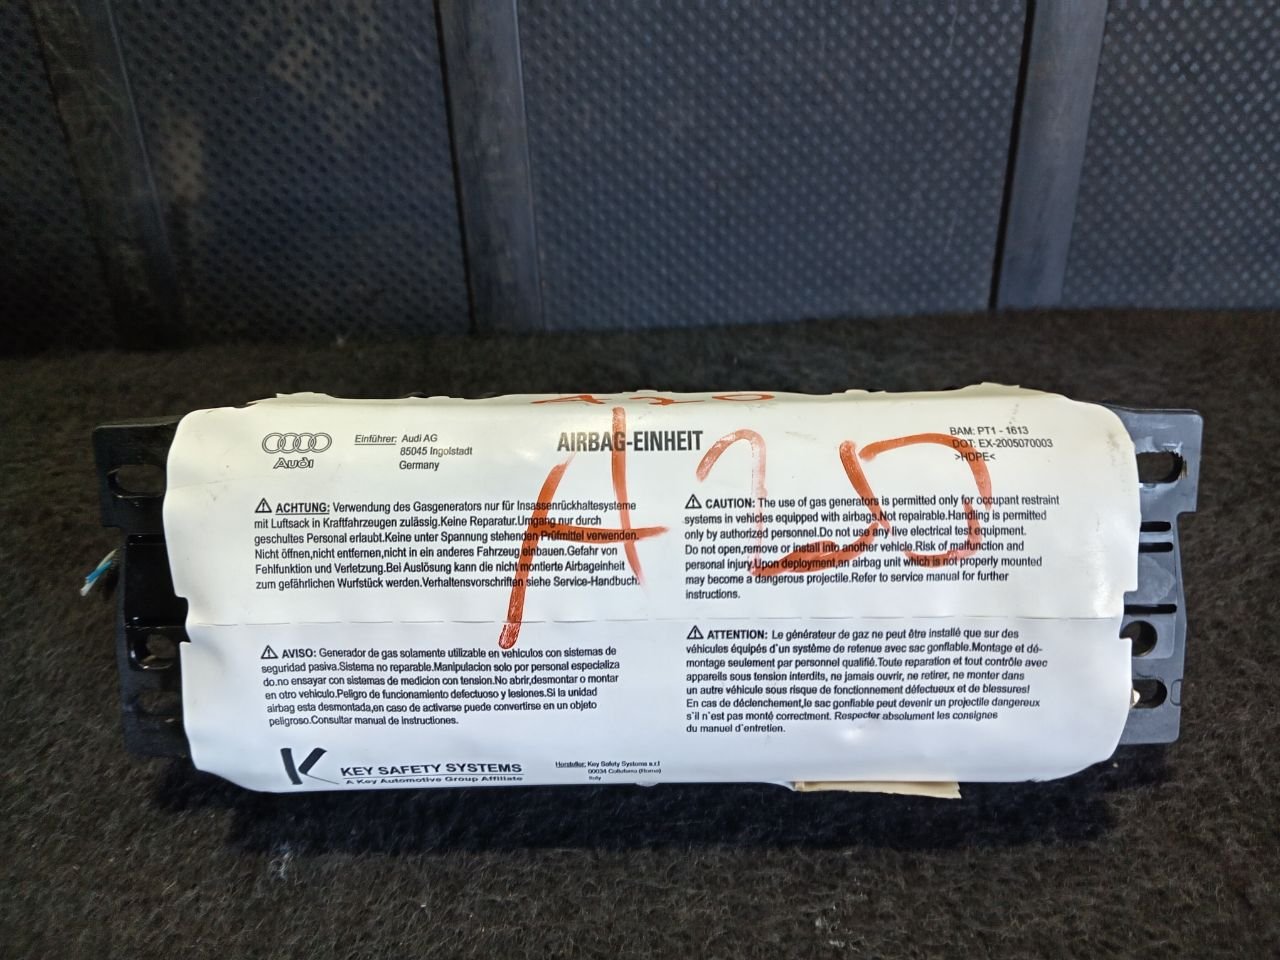 A20
Audi
Einführer: Audi AG
85045 Ingolstadt
Germany
AIRBAG-EINHEIT
BAM: PT1 - 1613
DOT: EX-2005070003
>HDPE<
A20
ACHTUNG: Verwendung des Gasgenerators nur für Insassenrückhaltesysteme
mit Luftsack in Kraftfahrzeugen zulässig.Keine Reparatur.Umgang nur durch
geschultes Personal erlaubt.Keine unter Spannung stehenden Prüfmittel verwenden.
Nicht öffnen,nicht entfernen,nicht in ein anderes Fahrzeug einbauen.Gefahr von
Fehlfunktion und Verletzung.Bei Auslösung kann die nicht montierte Airbageinheit
zum gefährlichen Wurfstück werden.Verhaltensvorschriften siehe Service-Handbuch.
CAUTION: The use of gas generators is permitted only for occupant restraint
systems in vehicles equipped with airbags.Not repairable.Handling is permitted
only by authorized personnel.Do not use any live electrical test equipment.
Do not open,remove or install into another vehicle.Risk of malfunction and
personal injury.Upon deployment,an airbag unit which is not properly mounted
may become a dangerous projectile.Refer to service manual for further
instructions.
AVISO: Generador de gas solamente utilizable en vehiculos con sistemas de
seguridad pasiva.Sistema no reparable.Manipulacion solo por personal especializa
do.no ensayar con sistemas de medicion con tension.No abrir,desmontar o montar
en otro vehiculo.Peligro de funcionamiento defectuoso y lesiones.Si la unidad
airbag esta desmontada,en caso de activarse puede convertirse en un objeto
peligroso.Consultar manual de instrucciones.
ATTENTION: Le générateur de gaz ne peut être installé que sur des
véhicules équipés d'un système de retenue avec sac gonflable.Montage et dé-
montage seulement par personnel qualifié.Toute reparation et tout contrôle avec
appareils sous tension interdits, ne jamais ouvrir, ne retirer, ne monter dans
un autre véhicule sous risque de fonctionnement défectueux et de blessures!
En cas de déclenchement,le sac gonflable peut devenir un projectile dangereux
s'il n'est pas monté correctment. Respecter absolument les consignes
du manuel d'entretien.
KEY SAFETY SYSTEMS
A Key Automotive Group Affiliate
Hersteller: Key Safety Systems s.r.l
00034 Colleferro (Roma)
Italy